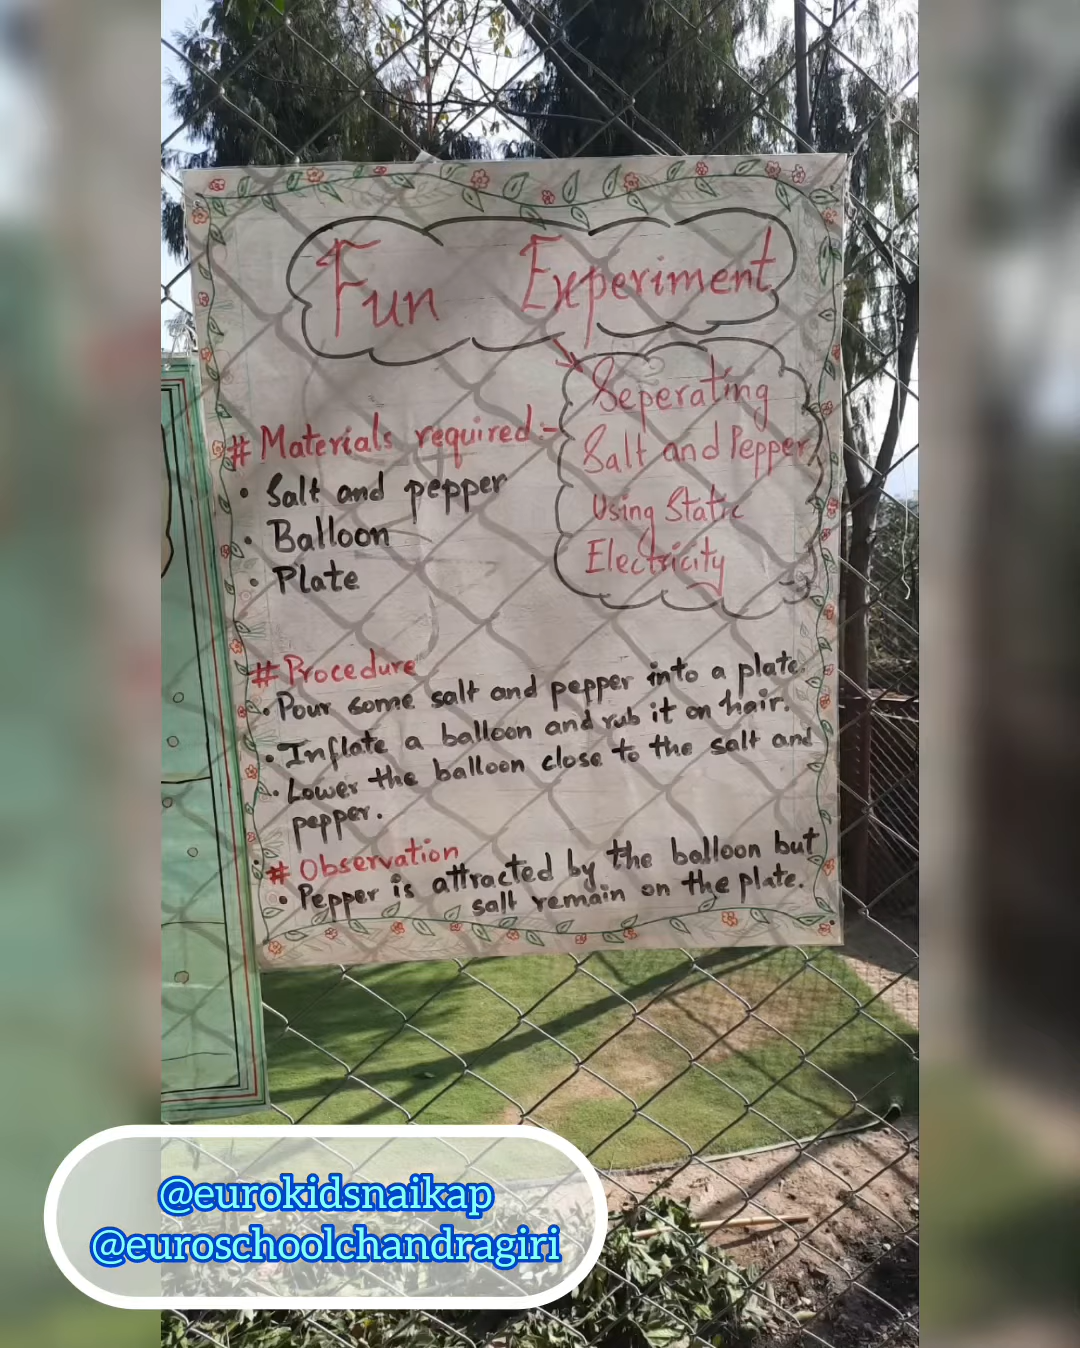 Fun Experiment
Seperating
Salt and Pepper
Using Static
Electricity
# Materials required:-
• Salt and pepper
• Balloon
• Plate
# Procedure
• Pour some salt and pepper into a plate.
• Inflate a balloon and rub it on hair.
• Lower the balloon close to the salt and
pepper.
# Observation
• Pepper is attracted by the balloon but
salt remain on the plate.
@eurokidsnaikap
@euroschoolchandragiri